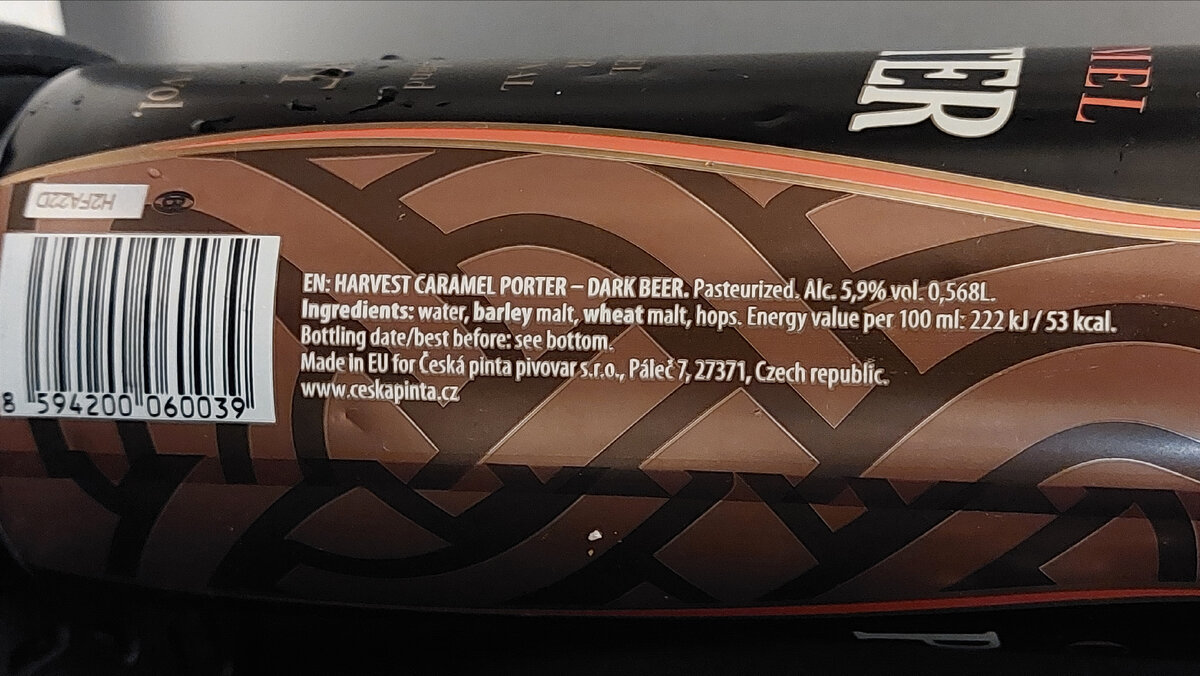 TER
MEL
H2FA22D
EN: HARVEST CARAMEL PORTER – DARK BEER. Pasteurized. Alc. 5,9% vol. 0,568L.
Ingredients: water, barley malt, wheat malt, hops. Energy value per 100 ml: 222 kJ / 53 kcal.
Bottling date/best before: see bottom.
Made in EU for Česká pinta pivovar s.r.o., Páleč 7, 27371, Czech republic.
www.ceskapinta.cz
8 594200 060039
P